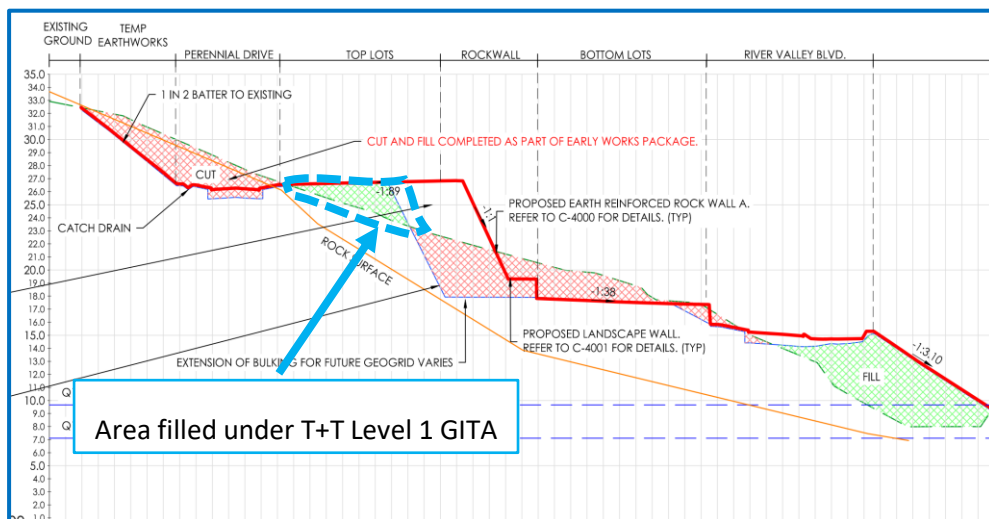 EXISTING
GROUND
TEMP
EARTHWORKS
PERENNIAL DRIVE
TOP LOTS
ROCKWALL
BOTTOM LOTS
RIVER VALLEY BLVD.
35.0
34.0
33.0
32.0
31.0
30.0
29.0
28.0
27.0
26.0
25.0
24.0
23.0
22.0
21.0
20.0
19.0
18.0
17.0
16.0
15.0
14.0
13.0
12.0
11.0
10.0
9.0
8.0
7.0
6.0
5.0
4.0
3.0
2.0
1.0
1 IN 2 BATTER TO EXISTING
CUT AND FILL COMPLETED AS PART OF EARLY WORKS PACKAGE.
CUT
-1:89
CATCH DRAIN
PROPOSED EARTH REINFORCED ROCK WALL A.
REFER TO C-4000 FOR DETAILS. (TYP)
-1:1
ROCK SURFACE
-1:38
PROPOSED LANDSCAPE WALL.
REFER TO C-4001 FOR DETAILS. (TYP)
EXTENSION OF BULKING FOR FUTURE GEOGRID VARIES
-1:3.10
FILL
Q
Q
Area filled under T+T Level 1 GITA